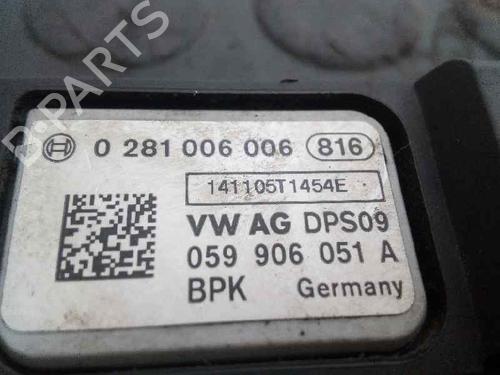 B-PARTS
0 281 006 006 816
141105T1454E
VW AG DPS09
059 906 051 A
BPK Germany